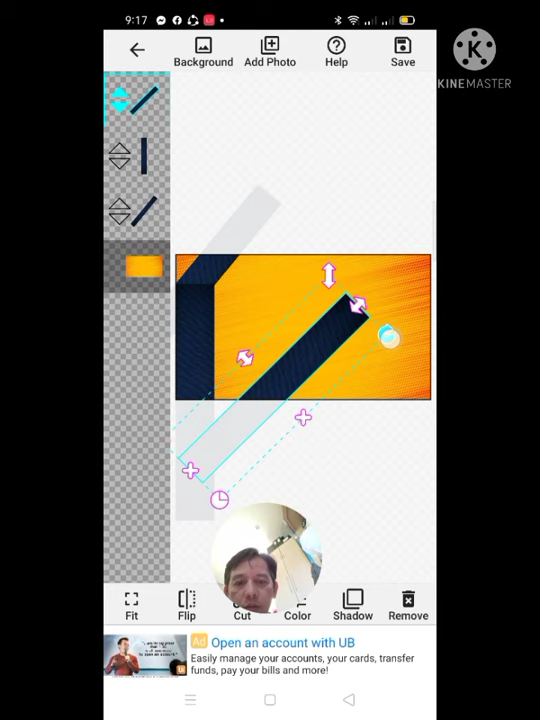 9:17
Background
Add Photo
Help
Save
KINEMASTER
Fit
Flip
Cut
Color
Shadow
Remove
Ad Open an account with UB
Easily manage your accounts, your cards, transfer
funds, pay your bills and more!